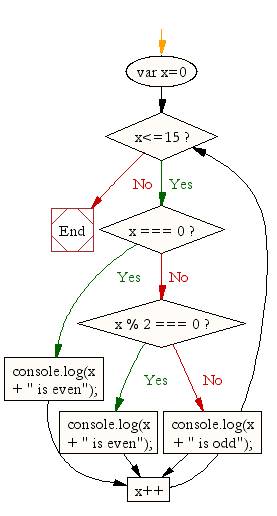 var x=0
x<=15 ?
No
Yes
End
x === 0 ?
Yes
No
x % 2 === 0 ?
console.log(x
+ " is even");
Yes
No
console.log(x
+ " is even");
console.log(x
+ " is odd");
x++